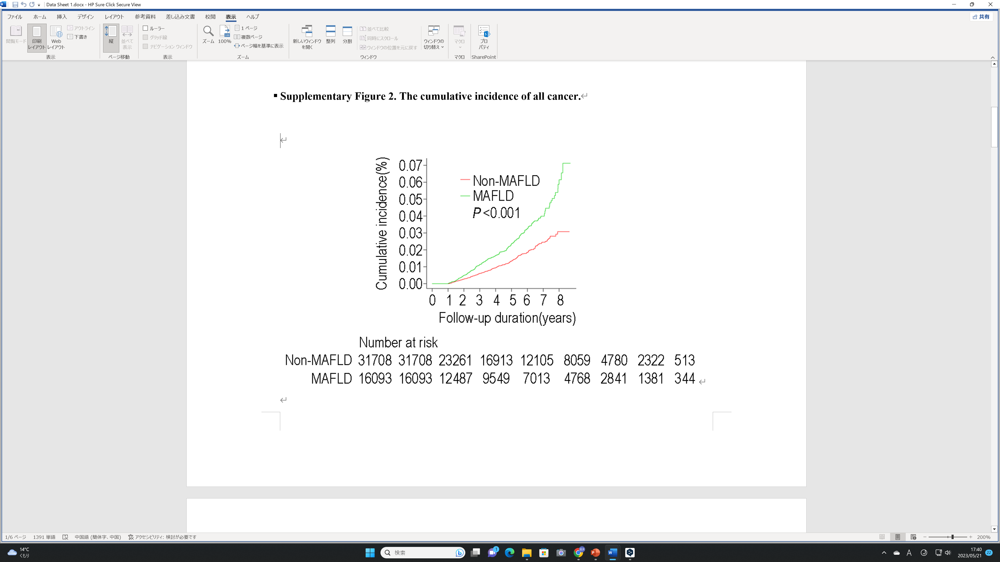 Data Sheet 1.docx - HP Sure Click Secure View
ファイル ホーム 挿入 デザイン レイアウト 参考資料 差し込み文書 校閲 表示 ヘルプ 共有
閲覧モード 印刷レイアウト Web レイアウト アウトライン 下書き
縦 並べて表示
ルーラー
グリッド線
ナビゲーション ウィンドウ
ズーム 100% 1 ページ
複数ページ
ページ幅を基準に表示
新しいウィンドウを開く 整列 分割
並べて比較
同時にスクロール
ウィンドウの位置を元に戻す
ウィンドウの切り替え
マクロ
プロパティ
表示 ページ移動 表示 ズーム ウィンドウ マクロ SharePoint
Supplementary Figure 2. The cumulative incidence of all cancer.
Cumulative incidence(%)
0.07
0.06
0.05
0.04
0.03
0.02
0.01
0.00
Non-MAFLD
MAFLD
P <0.001
0 1 2 3 4 5 6 7 8
Follow-up duration(years)
Number at risk
Non-MAFLD 31708 31708 23261 16913 12105 8059 4780 2322 513
MAFLD 16093 16093 12487 9549 7013 4768 2841 1381 344
1/6 ページ 1391 単語 中国語 (簡体字、中国) アクセシビリティ: 検討が必要です 200%
14°C
くもり
検索
1
A
17:40
2023/05/21
22